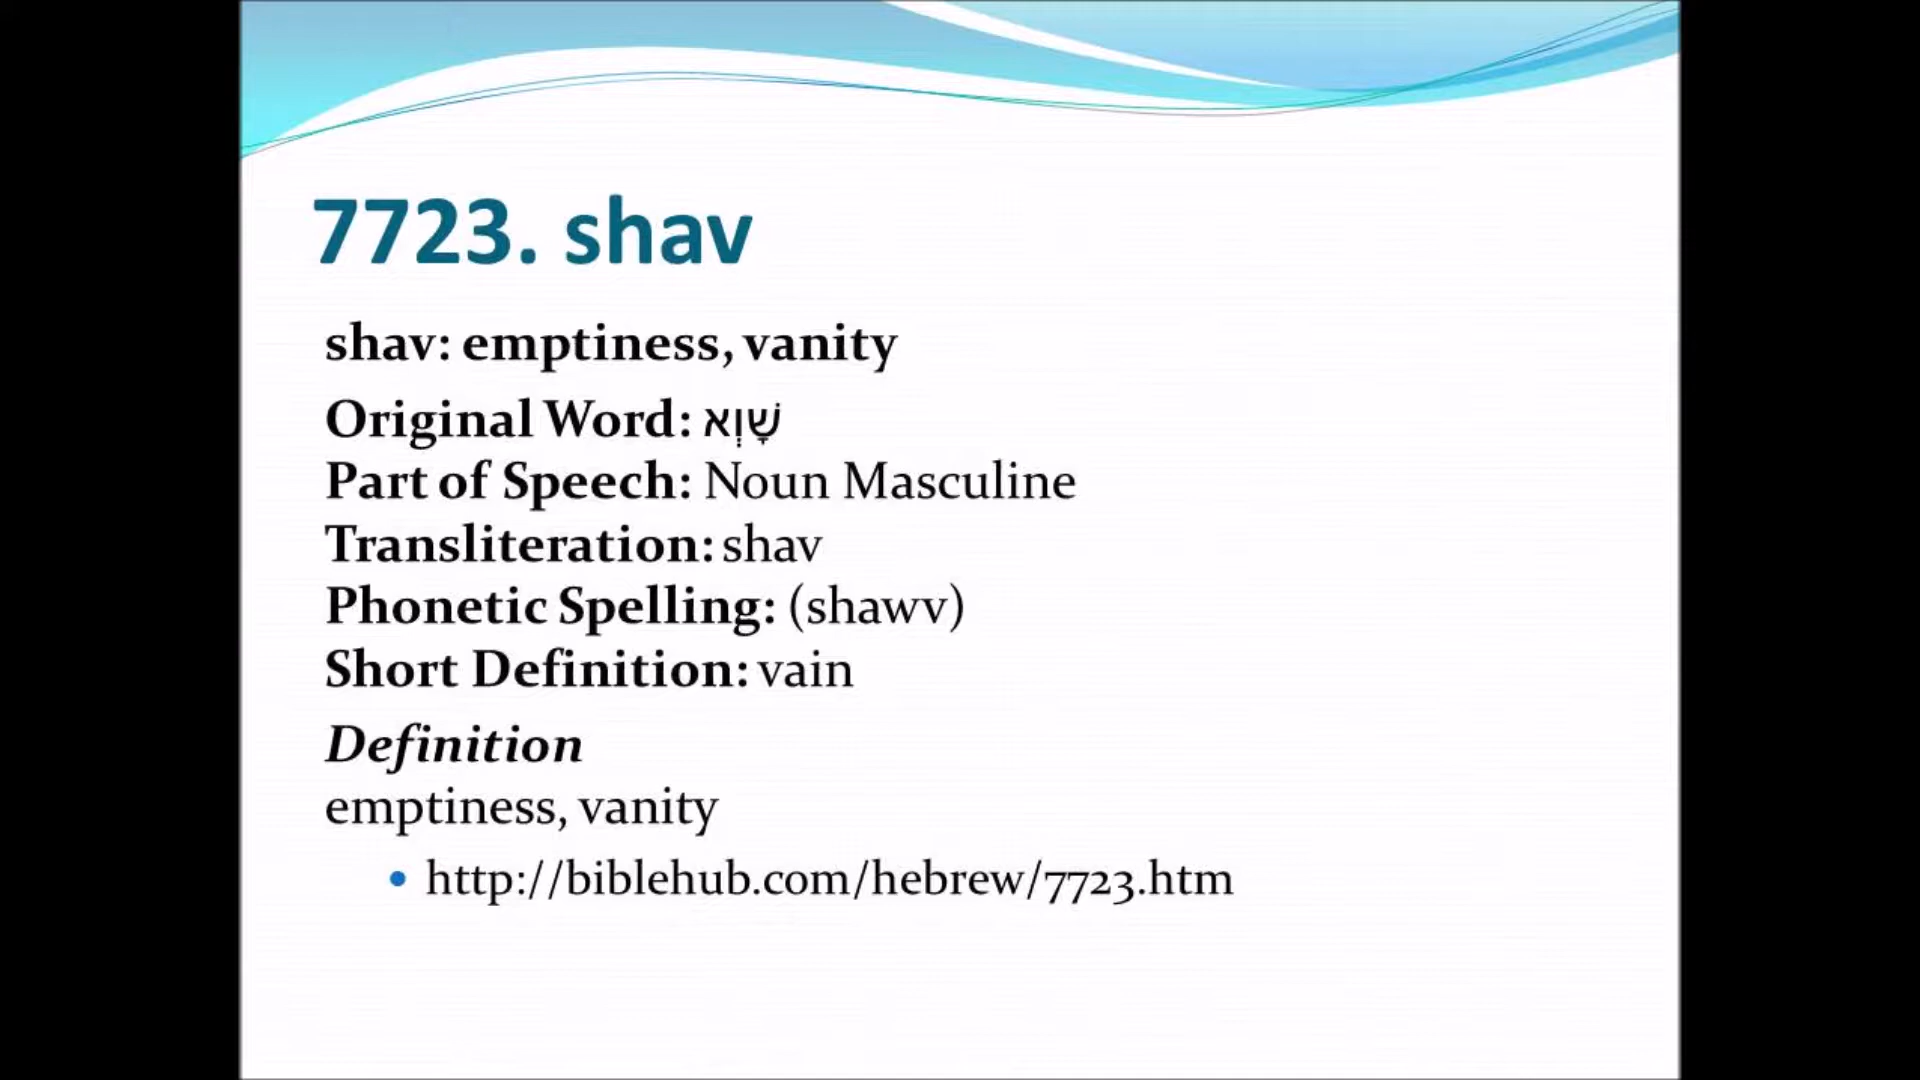 7723. shav
shav: emptiness, vanity
Original Word: שָׁוְא
Part of Speech: Noun Masculine
Transliteration: shav
Phonetic Spelling: (shawv)
Short Definition: vain
Definition
emptiness, vanity
• http://biblehub.com/hebrew/7723.htm